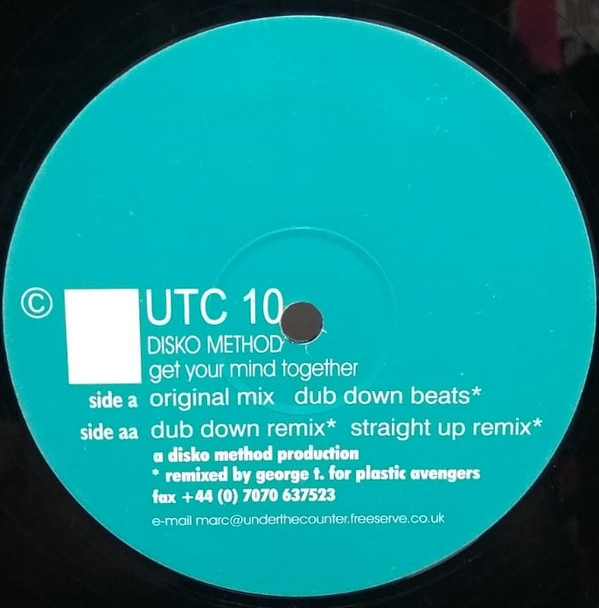 © UTC 10
DISKO METHOD
get your mind together
side a original mix dub down beats*
side aa dub down remix* straight up remix*
a disko method production
* remixed by george t. for plastic avengers
fax +44 (0) 7070 637523
e-mail marc@underthecounter.freeserve.co.uk